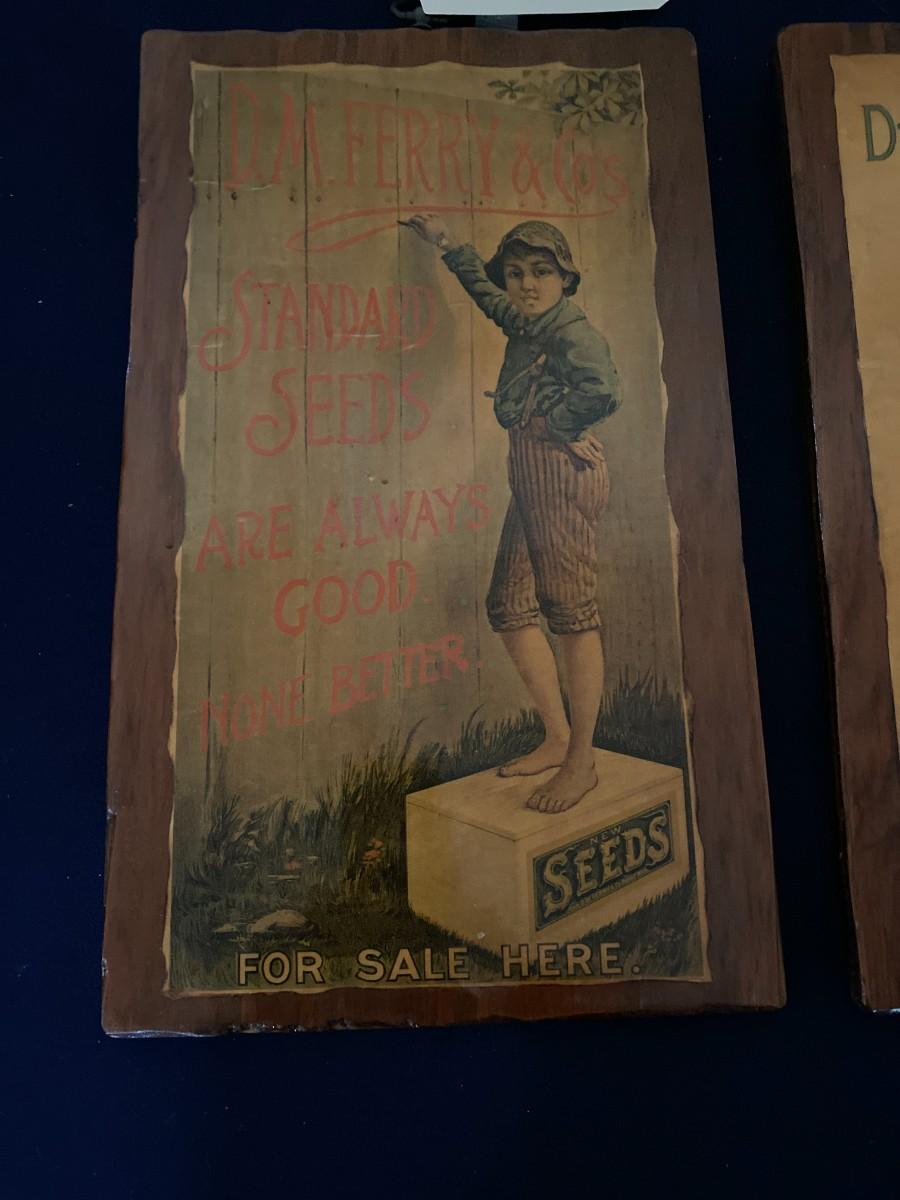 D.M. FERRY & Co's
STANDARD
SEEDS
ARE ALWAYS
GOOD.
NONE BETTER.
NEW
SEEDS
FOR SALE HERE.
D.